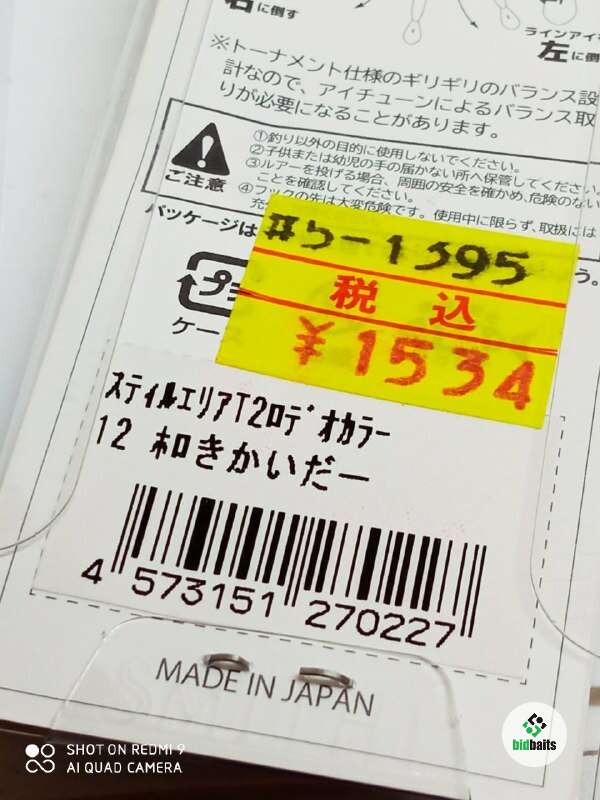 右に倒す
ラインアイを
左に倒
※トーナメント仕様のギリギリのバランス設
計なので、アイチューンによるバランス取
りが必要になることがあります。
ご注意
①釣り以外の目的に使用しないでください。
②子供または幼児の手の届かない所へ保管してください。
③ルアーを投げる場合、周囲の安全を確かめ、危険のない
ことを確認してください。
④フックの先は大変危険です。使用中に限らず、取扱には
パッケージは
う。
プ
ケー
#5-1395
税込
¥1534
スティルエリアT2ロデオカラー
12 和きかいだー
4 573151 270227
MADE IN JAPAN
SHOT ON REDMI 9
AI QUAD CAMERA
bidbaits